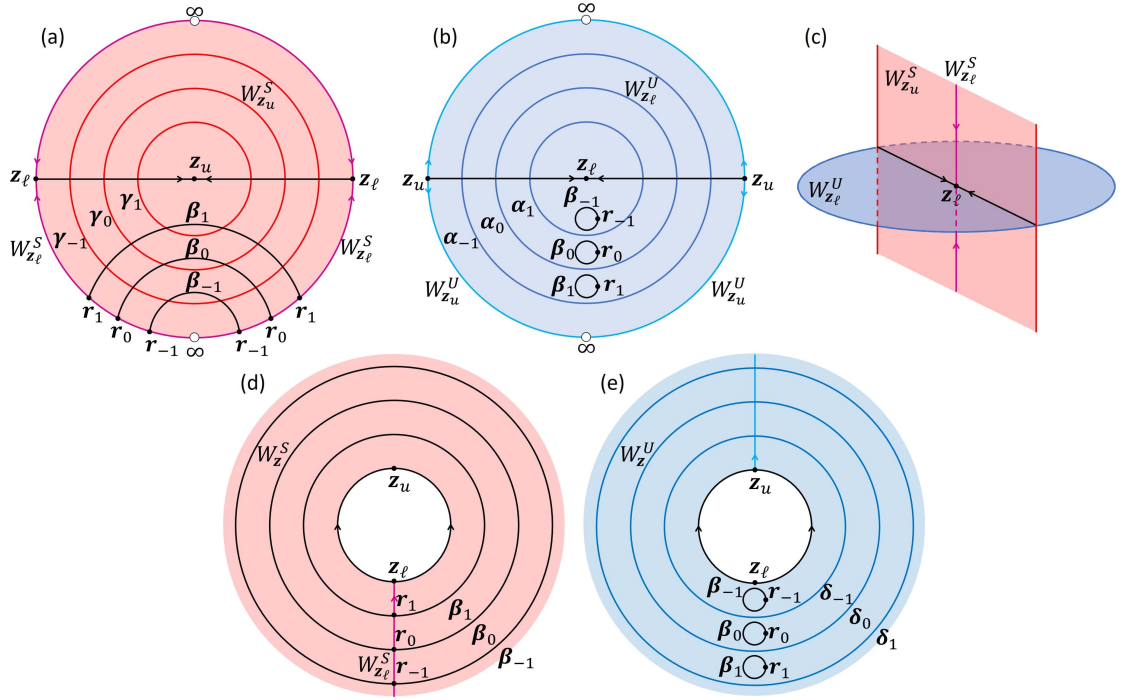 (a)
∞
W^S_{z_u}
z_u
z_ℓ
z_ℓ
γ_1
γ_0
γ_{-1}
β_1
β_0
β_{-1}
W^S_{z_ℓ}
W^S_{z_ℓ}
r_1
r_0
r_{-1}
∞
r_{-1}
r_0
r_1
(b)
∞
W^U_{z_ℓ}
z_ℓ
z_u
z_u
β_{-1}
r_{-1}
α_1
α_0
α_{-1}
β_0
r_0
β_1
r_1
W^U_{z_u}
W^U_{z_u}
∞
(c)
W^S_{z_u}
W^S_{z_ℓ}
W^U_{z_ℓ}
z_ℓ
(d)
W^S_z
z_u
z_ℓ
r_1
β_1
r_0
β_0
W^S_{z_ℓ}
r_{-1}
β_{-1}
(e)
W^U_z
z_u
z_ℓ
β_{-1}
r_{-1}
δ_{-1}
β_0
r_0
δ_0
β_1
r_1
δ_1